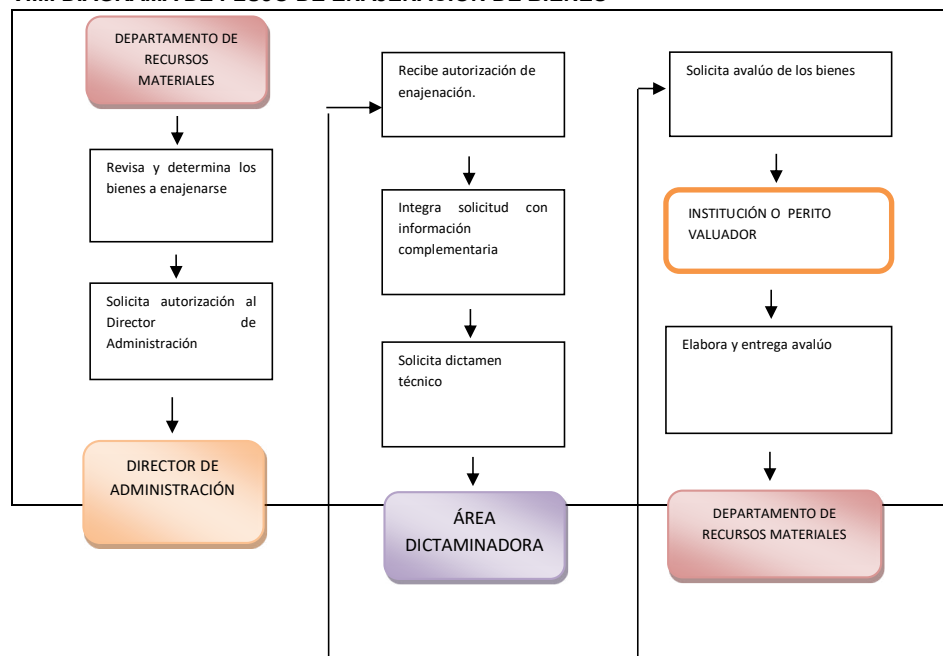 DEPARTAMENTO DE
RECURSOS
MATERIALES
Revisa y determina los
bienes a enajenarse
Solicita autorización al
Director de
Administración
DIRECTOR DE
ADMINISTRACIÓN
Recibe autorización de
enajenación.
Integra solicitud con
información
complementaria
Solicita dictamen
técnico
ÁREA
DICTAMINADORA
Solicita avalúo de los bienes
INSTITUCIÓN O PERITO
VALUADOR
Elabora y entrega avalúo
DEPARTAMENTO DE
RECURSOS MATERIALES